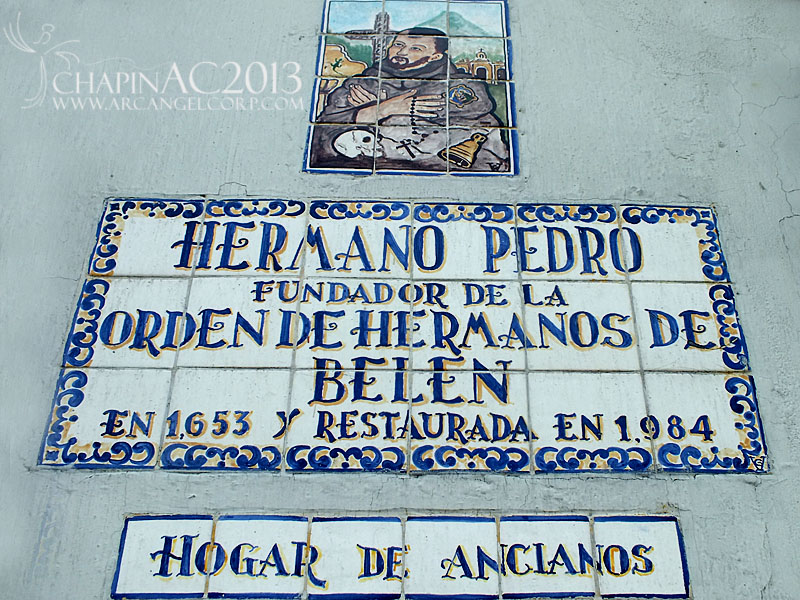 CHAPINAC2013
WWW.ARCANGELCORP.COM
HERMANO PEDRO
FUNDADOR DE LA
ORDEN DE HERMANOS DE
BELEN
EN 1,653 Y RESTAURADA EN 1,984
HOGAR DE ANCIANOS